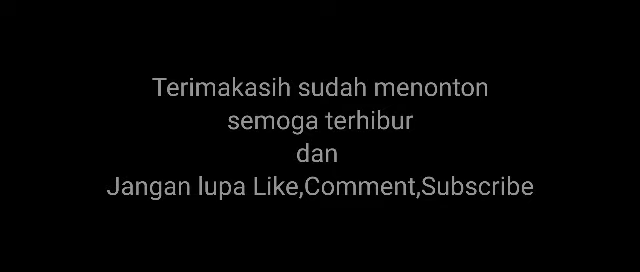 Terimakasih sudah menonton
semoga terhibur
dan
Jangan lupa Like,Comment,Subscribe